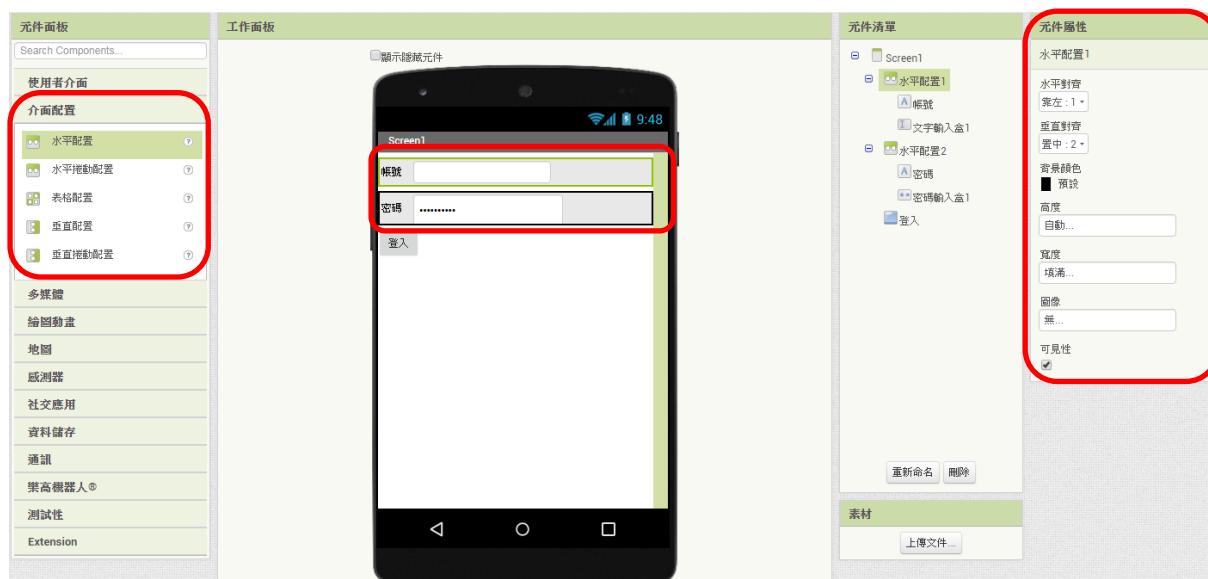 元件面板
Search Components...
使用者介面
介面配置
水平配置
水平捲動配置
表格配置
垂直配置
垂直捲動配置
多媒體
繪圖動畫
地圖
感測器
社交應用
資料儲存
通訊
樂高機器人®
測試性
Extension
工作面板
顯示隱藏元件
9:48
Screen1
帳號
密碼 ••••••••••
登入
元件清單
Screen1
水平配置1
A 帳號
文字輸入盒1
水平配置2
A 密碼
密碼輸入盒1
登入
重新命名 刪除
素材
上傳文件...
元件屬性
水平配置1
水平對齊
靠左 : 1
垂直對齊
置中 : 2
背景顏色
預設
高度
自動...
寬度
填滿...
圖像
無...
可見性